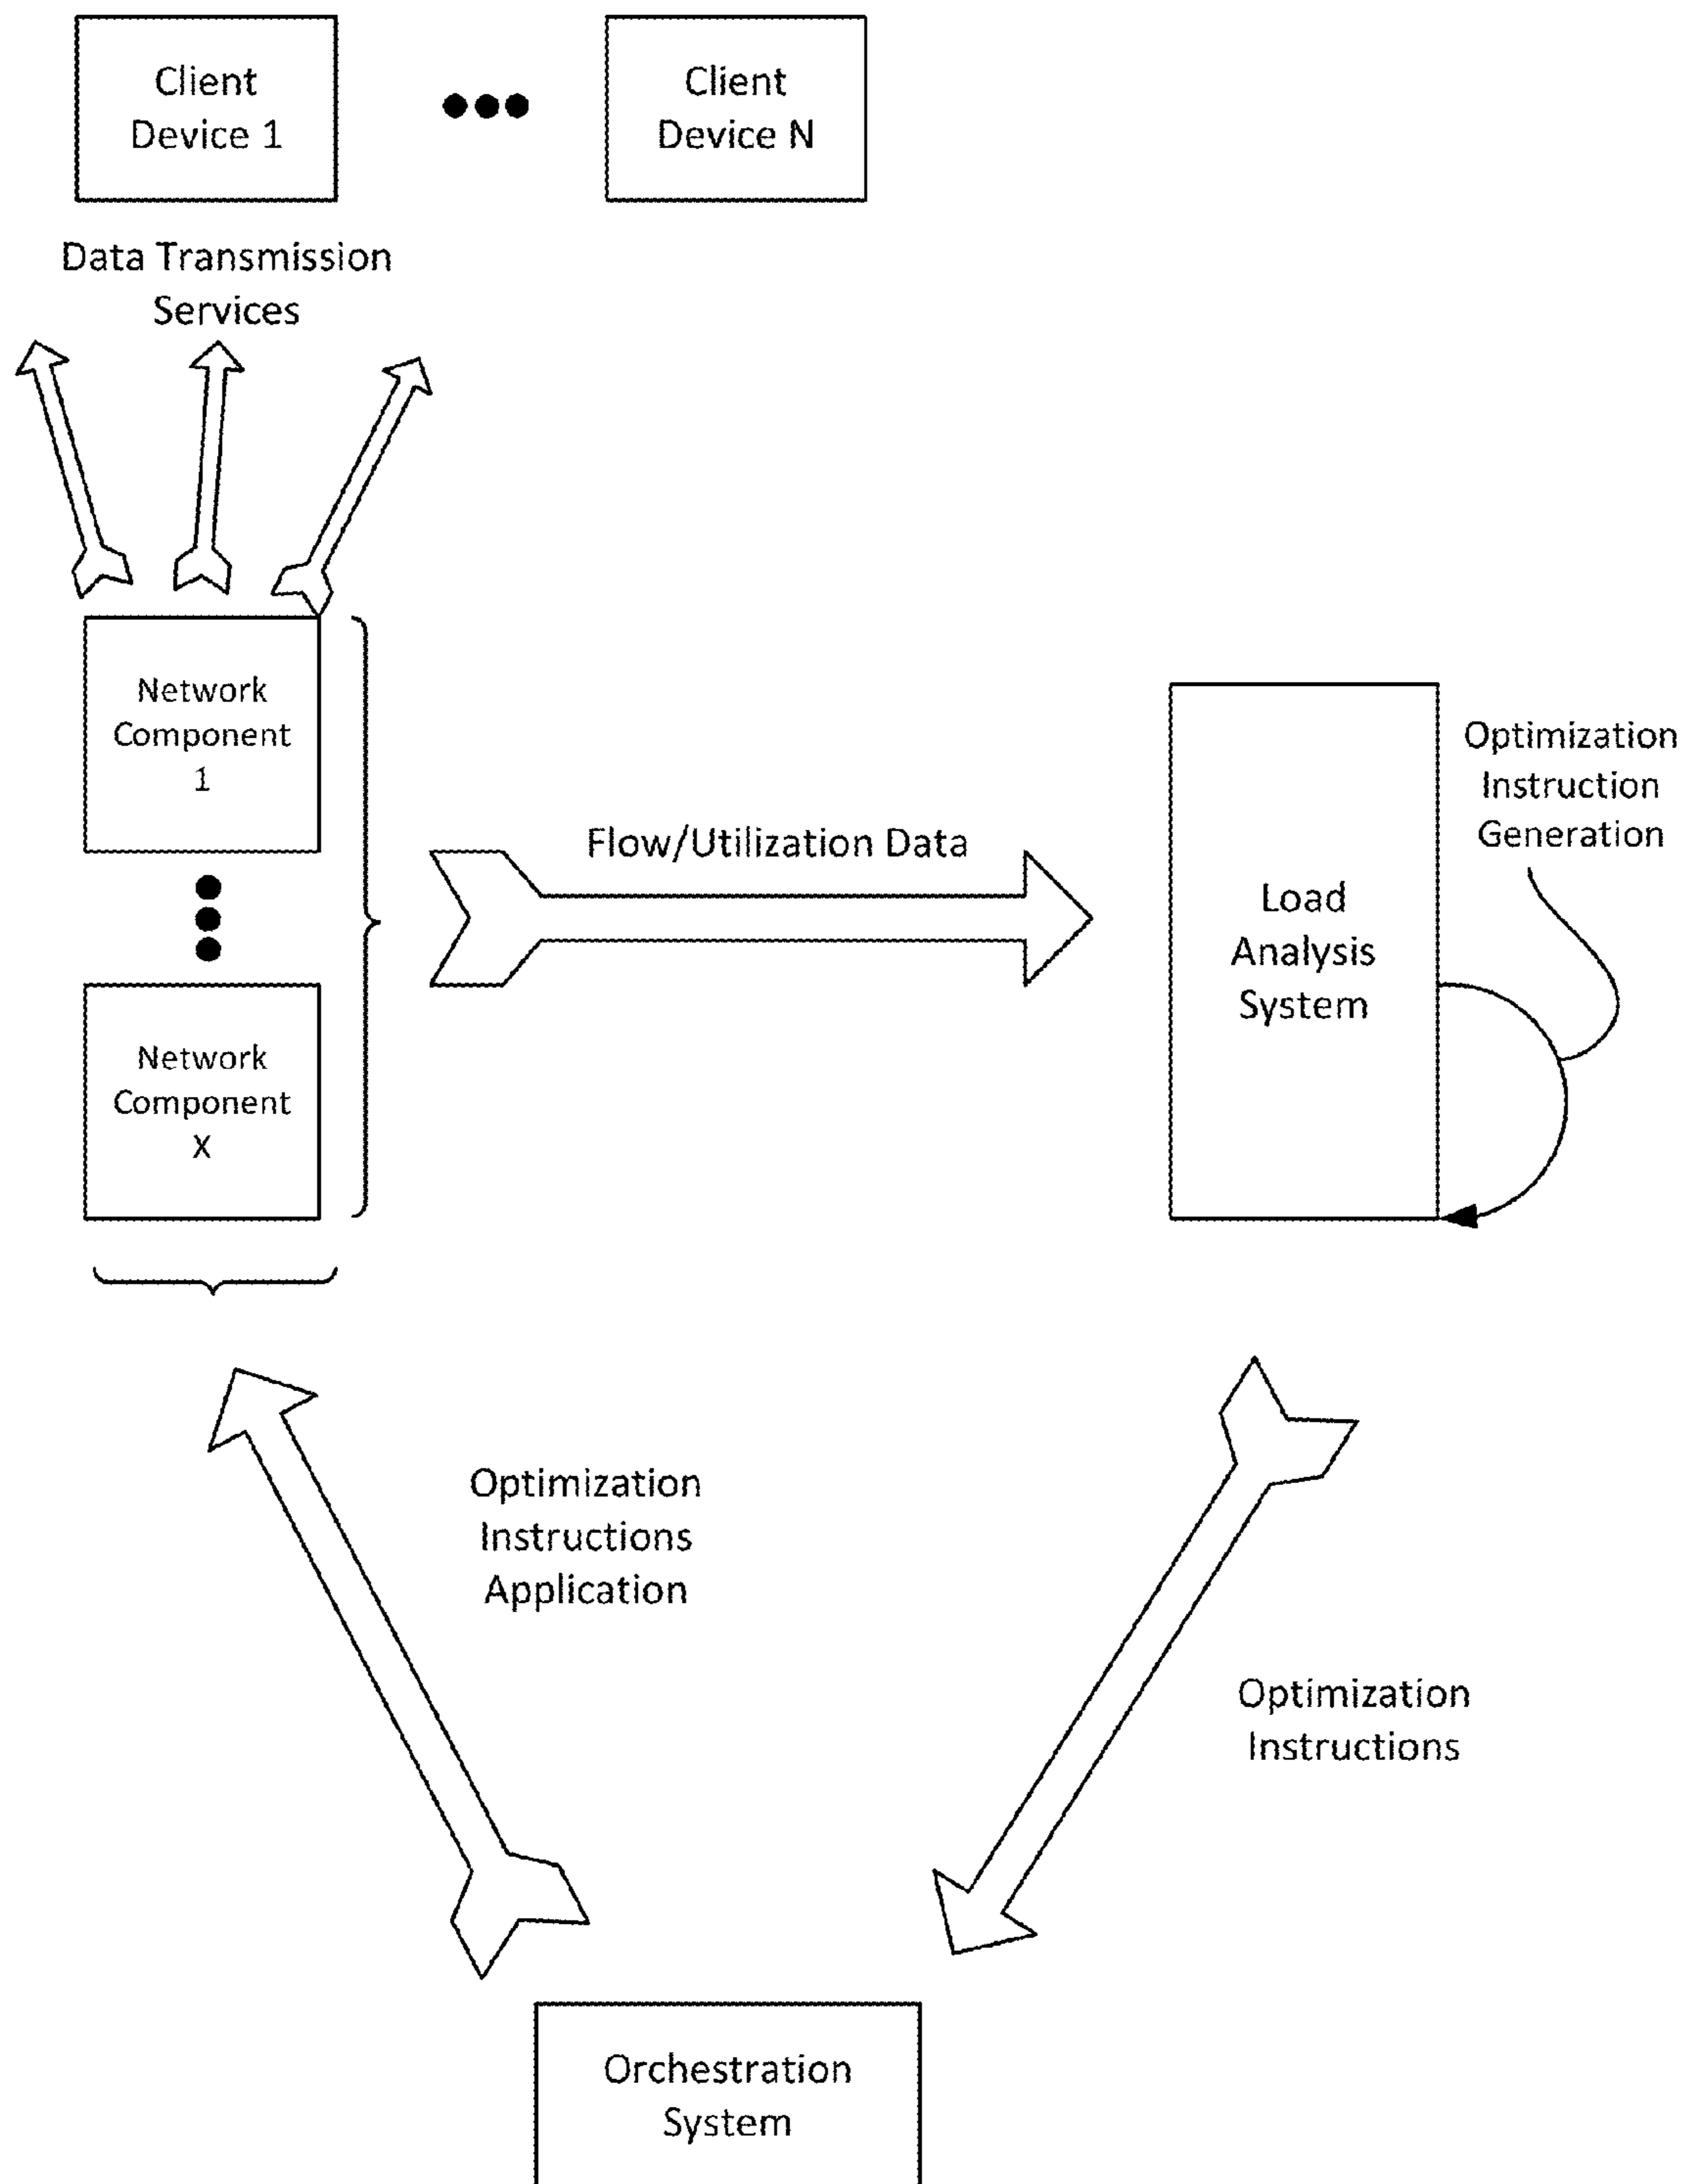 Client
Device 1
Client
Device N
Data Transmission
Services
Network
Component
1
Flow/Utilization Data
Load
Analysis
System
Optimization
Instruction
Generation
Network
Component
X
Optimization
Instructions
Application
Optimization
Instructions
Orchestration
System